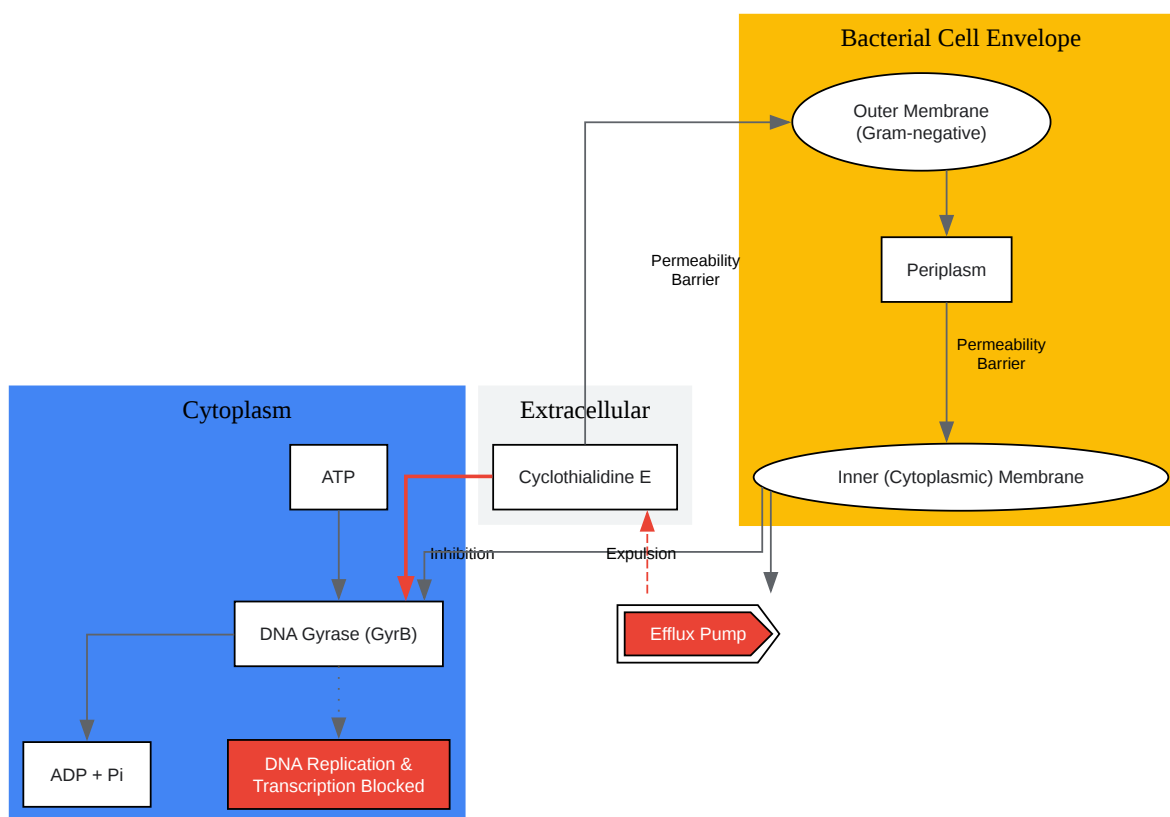 Bacterial Cell Envelope
Outer Membrane
(Gram-negative)
Permeability
Barrier
Periplasm
Permeability
Barrier
Cytoplasm
Extracellular
ATP
Cyclothialidine E
Inner (Cytoplasmic) Membrane
Inhibition
Expulsion
DNA Gyrase (GyrB)
Efflux Pump
ADP + Pi
DNA Replication &
Transcription Blocked